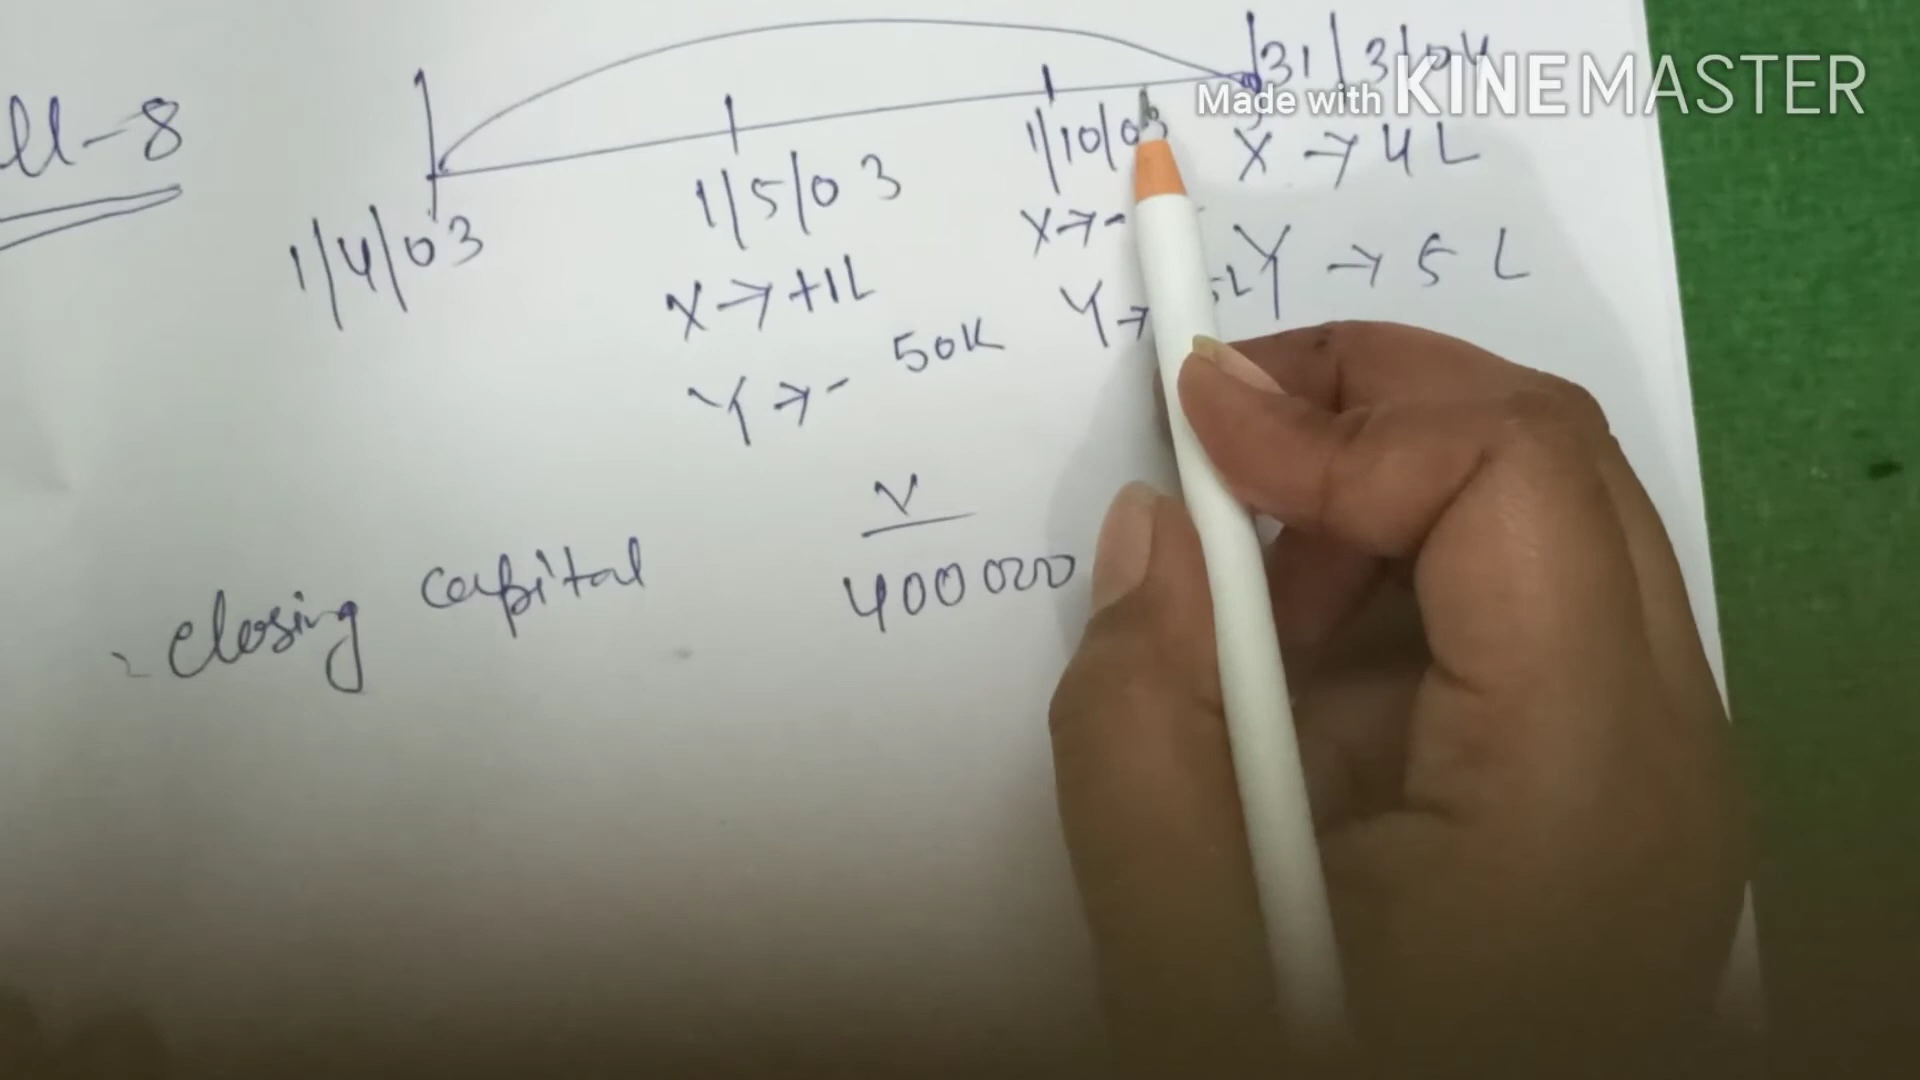 ll-8
1/4/03
1/5/03
1/10/03
31/3/04
X → +1L
Y → - 50K
X → -
Y →
X → 4L
Y → 5L
Made with KINEMASTER
closing capital
400000